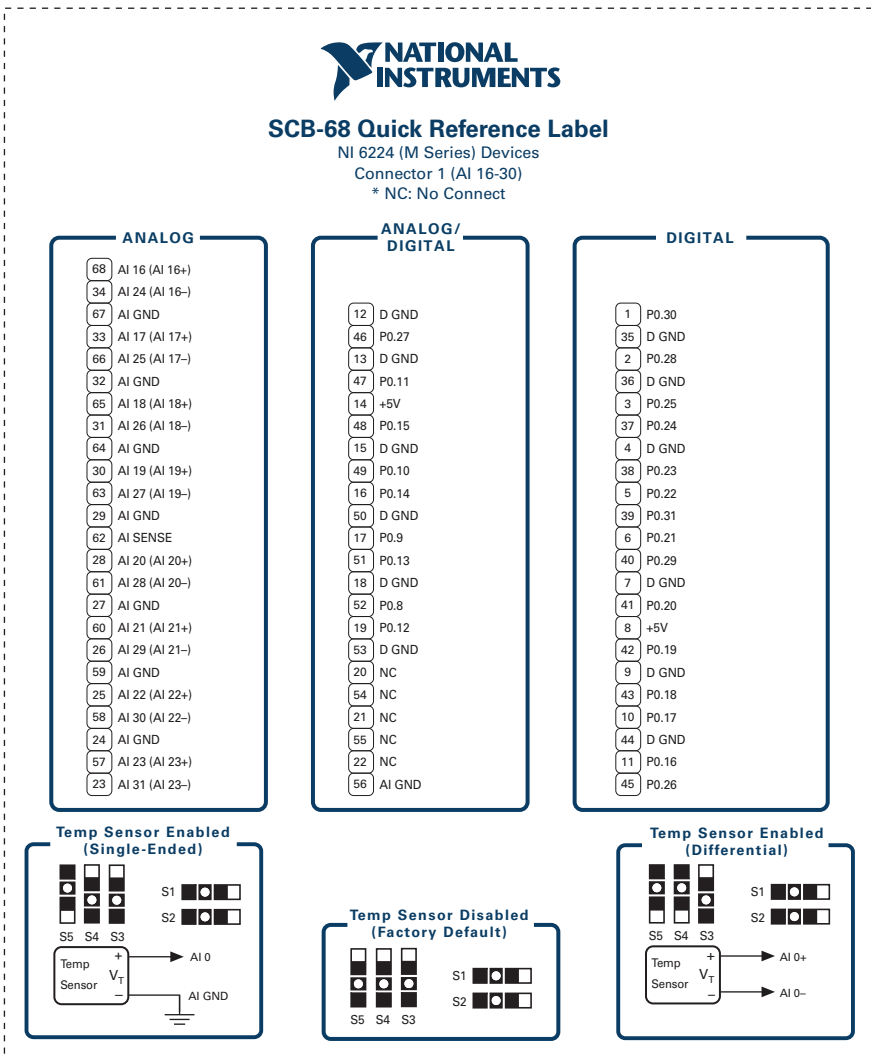 NATIONAL
INSTRUMENTS
SCB-68 Quick Reference Label
NI 6224 (M Series) Devices
Connector 1 (AI 16-30)
* NC: No Connect
ANALOG
68 AI 16 (AI 16+)
34 AI 24 (AI 16–)
67 AI GND
33 AI 17 (AI 17+)
66 AI 25 (AI 17–)
32 AI GND
65 AI 18 (AI 18+)
31 AI 26 (AI 18–)
64 AI GND
30 AI 19 (AI 19+)
63 AI 27 (AI 19–)
29 AI GND
62 AI SENSE
28 AI 20 (AI 20+)
61 AI 28 (AI 20–)
27 AI GND
60 AI 21 (AI 21+)
26 AI 29 (AI 21–)
59 AI GND
25 AI 22 (AI 22+)
58 AI 30 (AI 22–)
24 AI GND
57 AI 23 (AI 23+)
23 AI 31 (AI 23–)
ANALOG/
DIGITAL
12 D GND
46 P0.27
13 D GND
47 P0.11
14 +5V
48 P0.15
15 D GND
49 P0.10
16 P0.14
50 D GND
17 P0.9
51 P0.13
18 D GND
52 P0.8
19 P0.12
53 D GND
20 NC
54 NC
21 NC
55 NC
22 NC
56 AI GND
DIGITAL
1 P0.30
35 D GND
2 P0.28
36 D GND
3 P0.25
37 P0.24
4 D GND
38 P0.23
5 P0.22
39 P0.31
6 P0.21
40 P0.29
7 D GND
41 P0.20
8 +5V
42 P0.19
9 D GND
43 P0.18
10 P0.17
44 D GND
11 P0.16
45 P0.26
Temp Sensor Enabled
(Single-Ended)
S1
S2
S5 S4 S3
Temp
Sensor
+
VT
–
AI 0
AI GND
Temp Sensor Disabled
(Factory Default)
S1
S2
S5 S4 S3
Temp Sensor Enabled
(Differential)
S1
S2
S5 S4 S3
Temp
Sensor
+
VT
–
AI 0+
AI 0–